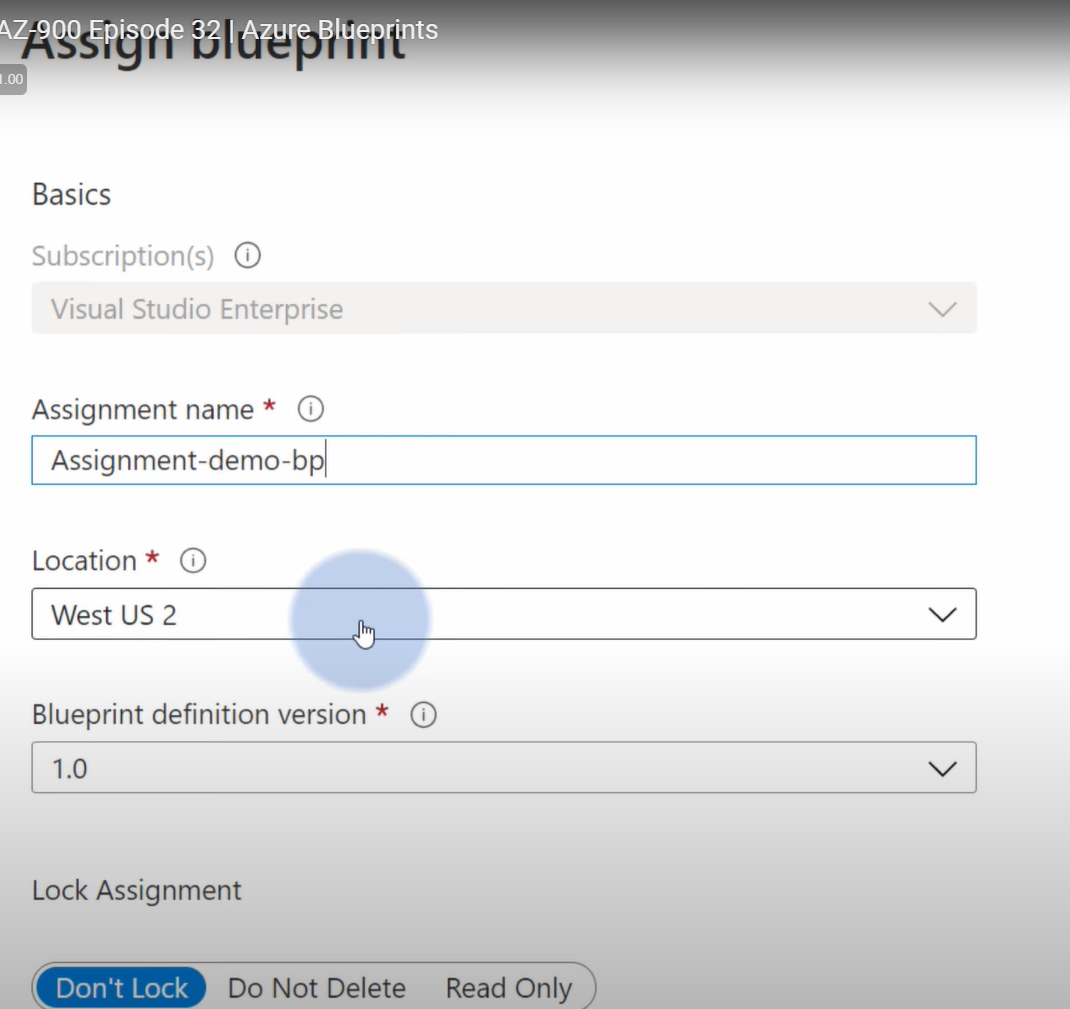 AZ-900 Episode 32 | Azure Blueprints
Assign blueprint
1.00
Basics
Subscription(s)
Visual Studio Enterprise
Assignment name *
Assignment-demo-bp
Location *
West US 2
Blueprint definition version *
1.0
Lock Assignment
Don't Lock Do Not Delete Read Only